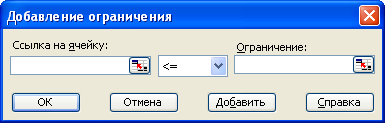 Добавление ограничения
Ссылка на ячейку: Ограничение:
<=
ОК Отмена Добавить Справка